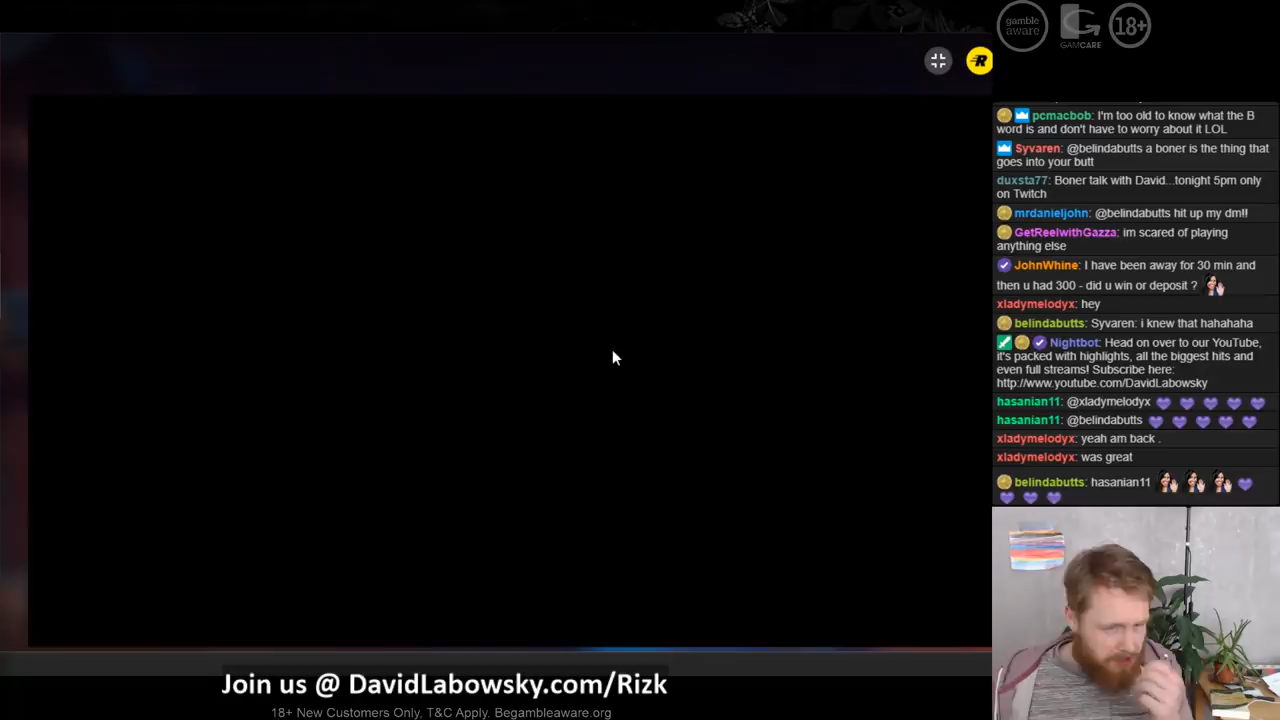 gamble
aware
GAMCARE
18+
R
pcmacbob: I'm too old to know what the B
word is and don't have to worry about it LOL
Syvaren: @belindabutts a boner is the thing that
goes into your butt
duxsta77: Boner talk with David...tonight 5pm only
on Twitch
mrdanieljohn: @belindabutts hit up my dm!!
GetReelwithGazza: im scared of playing
anything else
JohnWhine: I have been away for 30 min and
then u had 300 - did u win or deposit ?
xladymelodyx: hey
belindabutts: Syvaren: i knew that hahahaha
Nightbot: Head on over to our YouTube,
it's packed with highlights, all the biggest hits and
even full streams! Subscribe here:
http://www.youtube.com/DavidLabowsky
hasanian11: @xladymelodyx
hasanian11: @belindabutts
xladymelodyx: yeah am back .
xladymelodyx: was great
belindabutts: hasanian11
Join us @ DavidLabowsky.com/Rizk
18+ New Customers Only, T&C Apply. Begambleaware.org